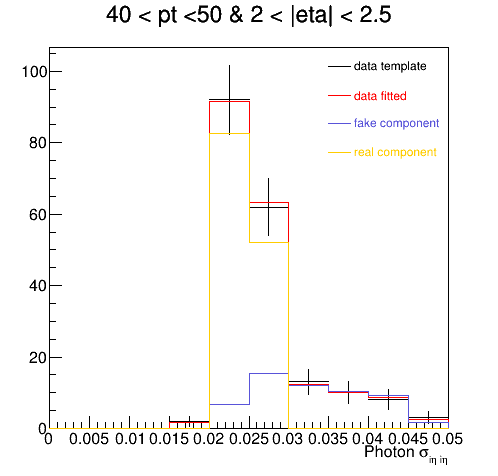 40 < pt <50 & 2 < |eta| < 2.5
data template
data fitted
fake component
real component
100
80
60
40
20
0
0 0.005 0.01 0.015 0.02 0.025 0.03 0.035 0.04 0.045 0.05
Photon σiη iη